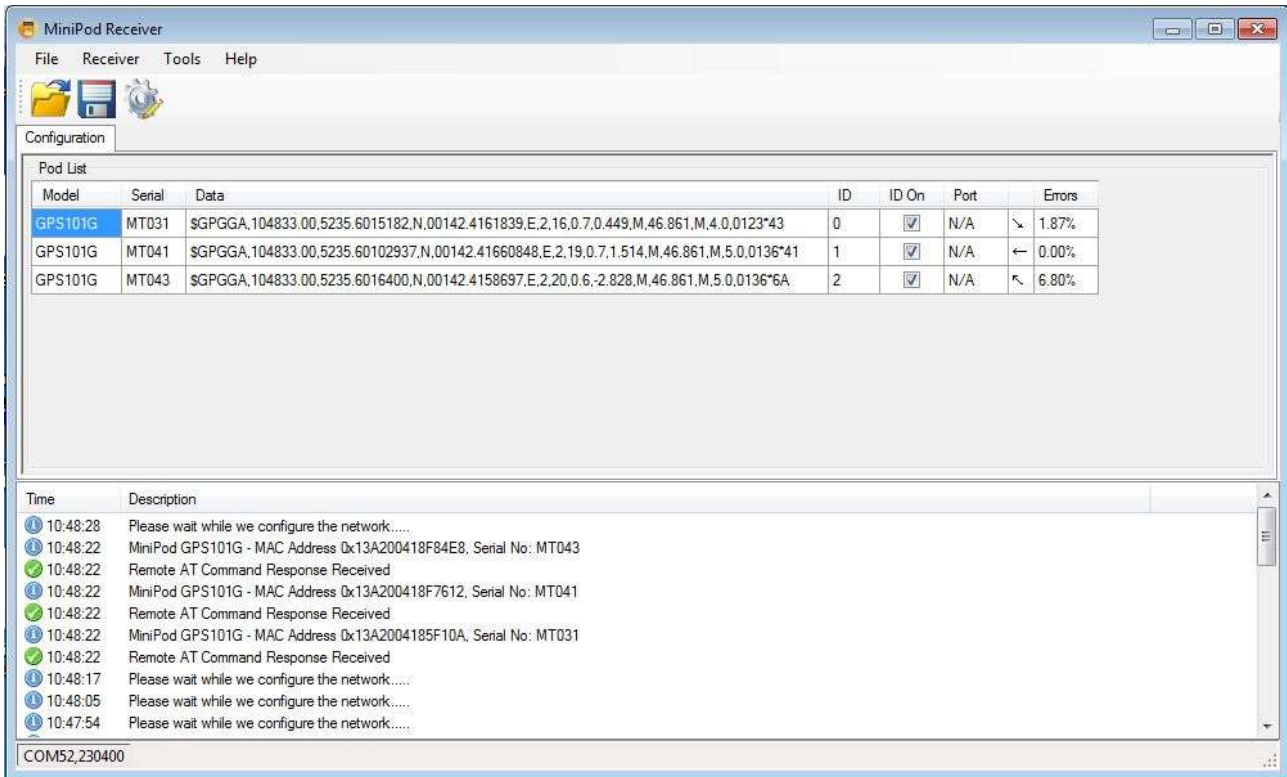 MiniPod Receiver
File Receiver Tools Help
Configuration
Pod List
Model Serial Data ID ID On Port Errors
GPS101G MT031 $GPGGA,104833.00,5235.6015182,N,00142.4161839,E,2,16,0.7,0.449,M,46.861,M,4.0,0123*43 0 N/A ↘ 1.87%
GPS101G MT041 $GPGGA,104833.00,5235.60102937,N,00142.41660848,E,2,19,0.7,1.514,M,46.861,M,5.0,0136*41 1 N/A ← 0.00%
GPS101G MT043 $GPGGA,104833.00,5235.6016400,N,00142.4158697,E,2,20,0.6,-2.828,M,46.861,M,5.0,0136*6A 2 N/A ↖ 6.80%
Time Description
10:48:28 Please wait while we configure the network.....
10:48:22 MiniPod GPS101G - MAC Address 0x13A200418F84E8, Serial No: MT043
10:48:22 Remote AT Command Response Received
10:48:22 MiniPod GPS101G - MAC Address 0x13A200418F7612, Serial No: MT041
10:48:22 Remote AT Command Response Received
10:48:22 MiniPod GPS101G - MAC Address 0x13A2004185F10A, Serial No: MT031
10:48:22 Remote AT Command Response Received
10:48:17 Please wait while we configure the network.....
10:48:05 Please wait while we configure the network.....
10:47:54 Please wait while we configure the network.....
COM52,230400